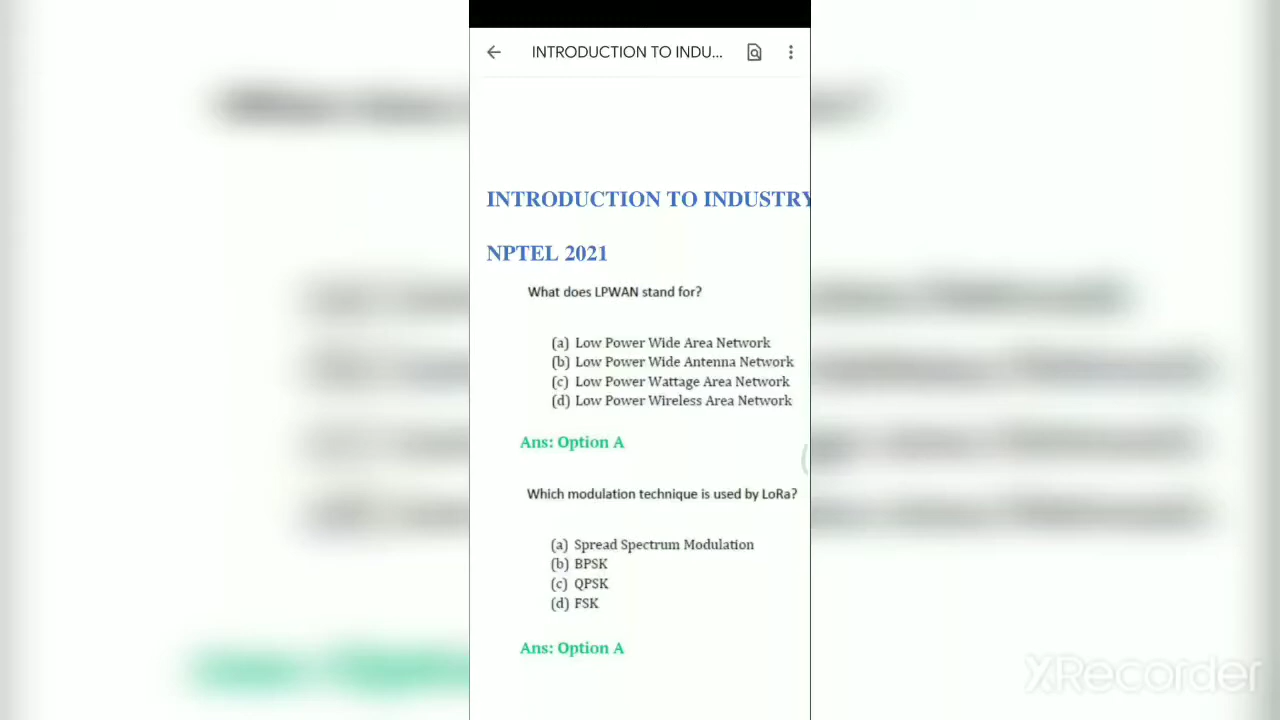 INTRODUCTION TO INDU...
INTRODUCTION TO INDUSTRY
NPTEL 2021
What does LPWAN stand for?
(a) Low Power Wide Area Network
(b) Low Power Wide Antenna Network
(c) Low Power Wattage Area Network
(d) Low Power Wireless Area Network
Ans: Option A
Which modulation technique is used by LoRa?
(a) Spread Spectrum Modulation
(b) BPSK
(c) QPSK
(d) FSK
Ans: Option A
XRecorder